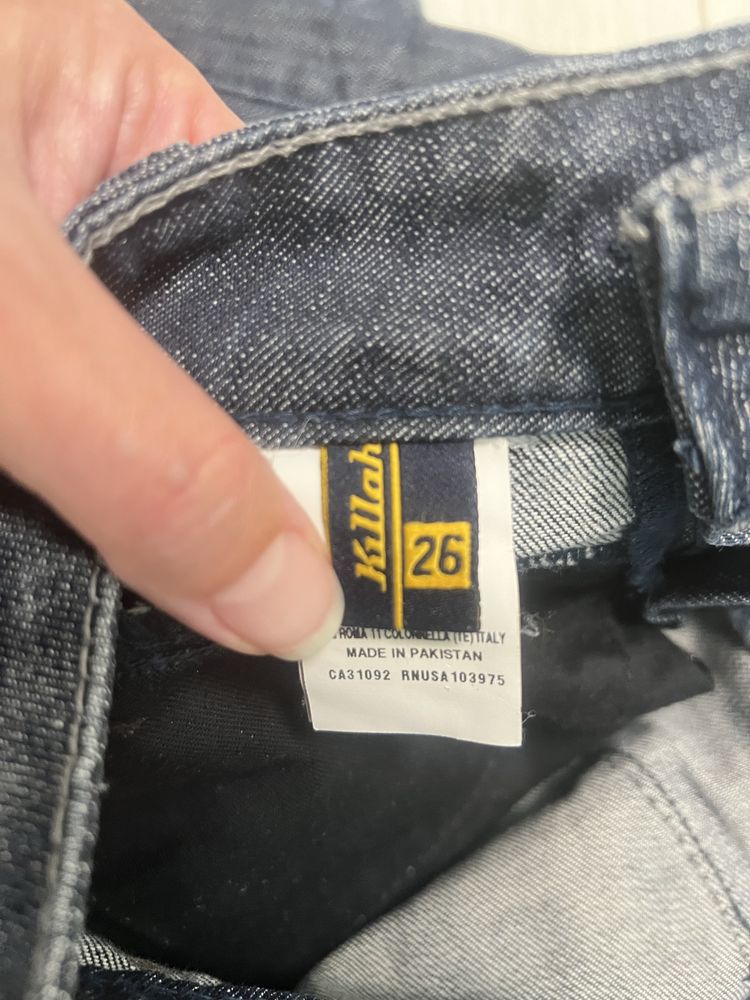 Killah
26
ROMA 11 COLONNELLA (TE) ITALY
MADE IN PAKISTAN
CA31092 RNUSA103975